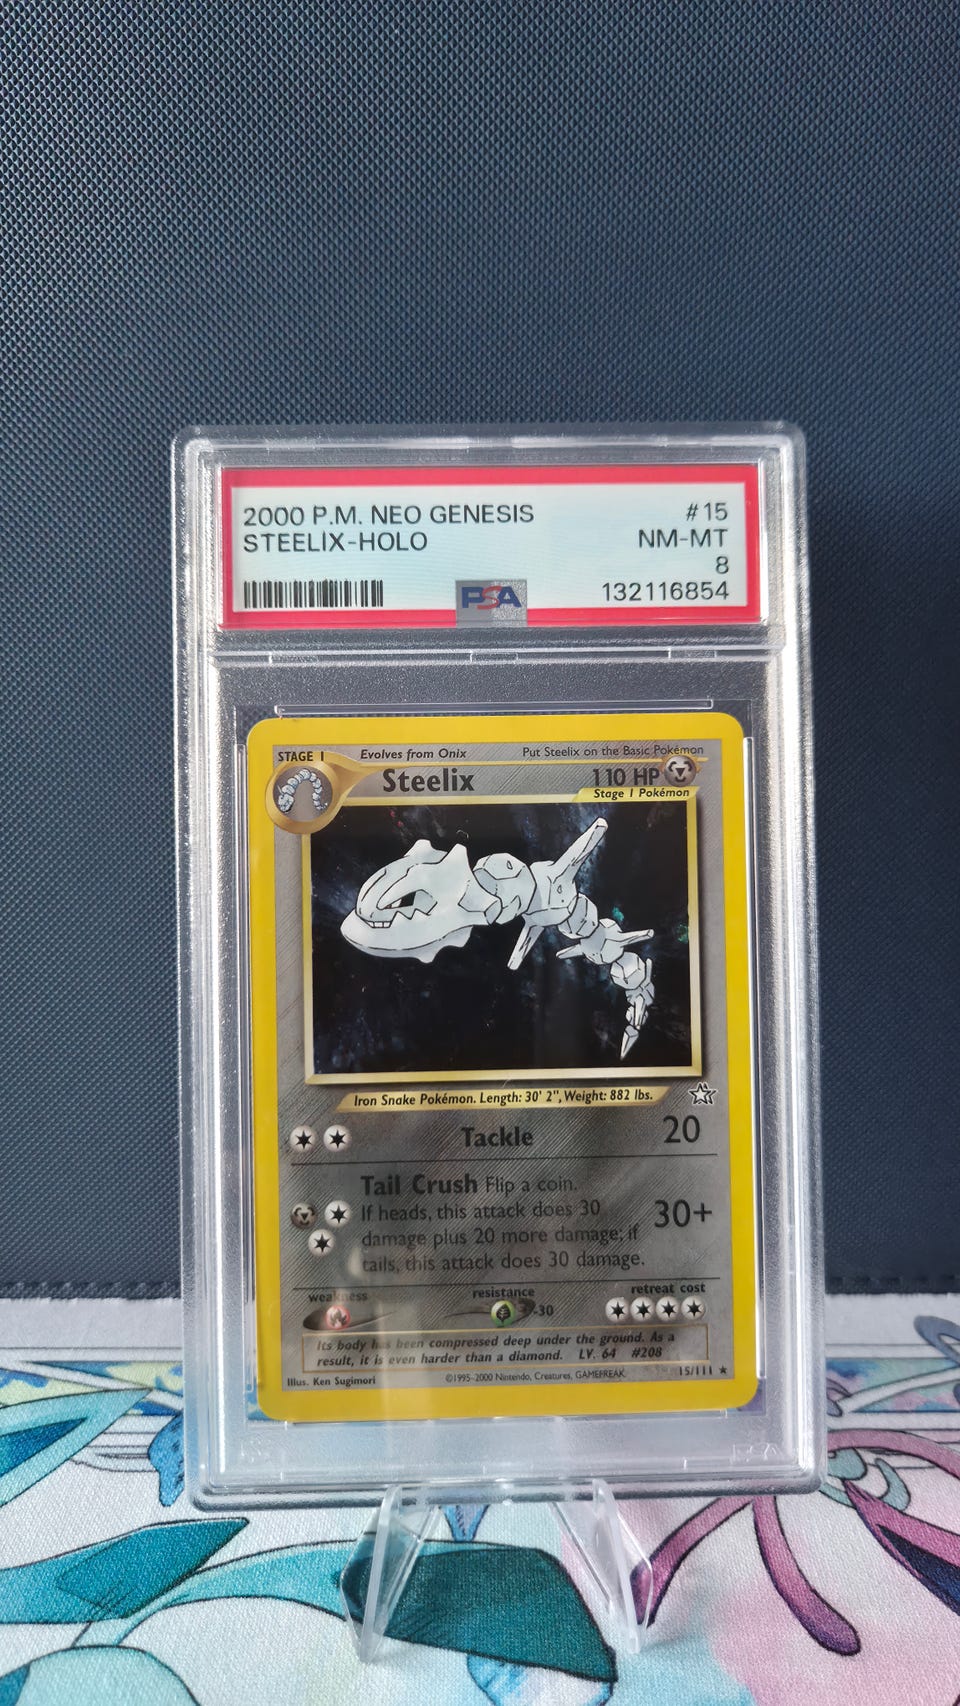 2000 P.M. NEO GENESIS #15
STEELIX-HOLO NM-MT
8
PSA 132116854
STAGE 1 Evolves from Onix Put Steelix on the Basic Pokémon
Steelix 110 HP
Stage 1 Pokémon
Iron Snake Pokémon. Length: 30' 2", Weight: 882 lbs.
Tackle 20
Tail Crush Flip a coin.
If heads, this attack does 30
damage plus 20 more damage; if
tails, this attack does 30 damage.
30+
weakness resistance retreat cost
-30
Its body has been compressed deep under the ground. As a
result, it is even harder than a diamond. LV. 64 #208
Illus. Ken Sugimori ©1995-2000 Nintendo, Creatures, GAMEFREAK. 15/111 ★
PSA